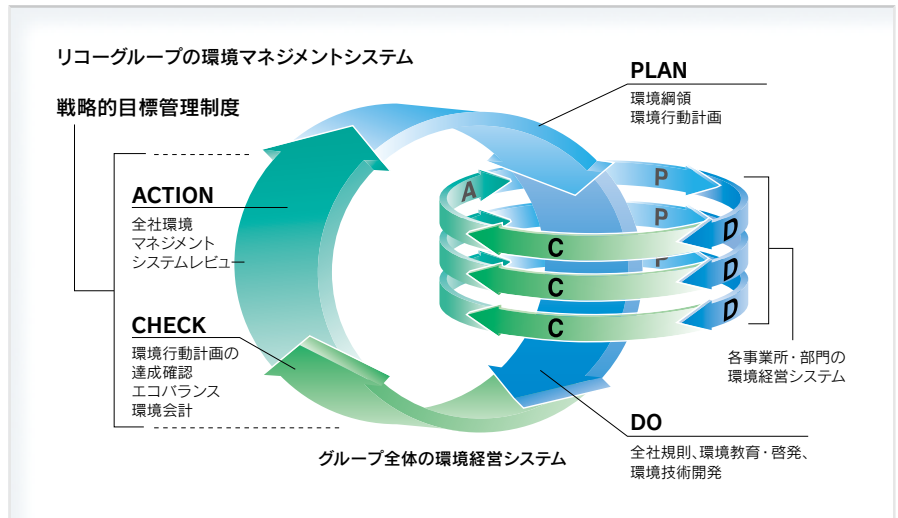 リコーグループの環境マネジメントシステム
戦略的目標管理制度
PLAN
環境綱領
環境行動計画
ACTION
全社環境
マネジメント
システムレビュー
CHECK
環境行動計画の
達成確認
エコバランス
環境会計
A
P
P
P
D
D
D
C
C
C
各事業所・部門の
環境経営システム
DO
全社規則、環境教育・啓発、
環境技術開発
グループ全体の環境経営システム